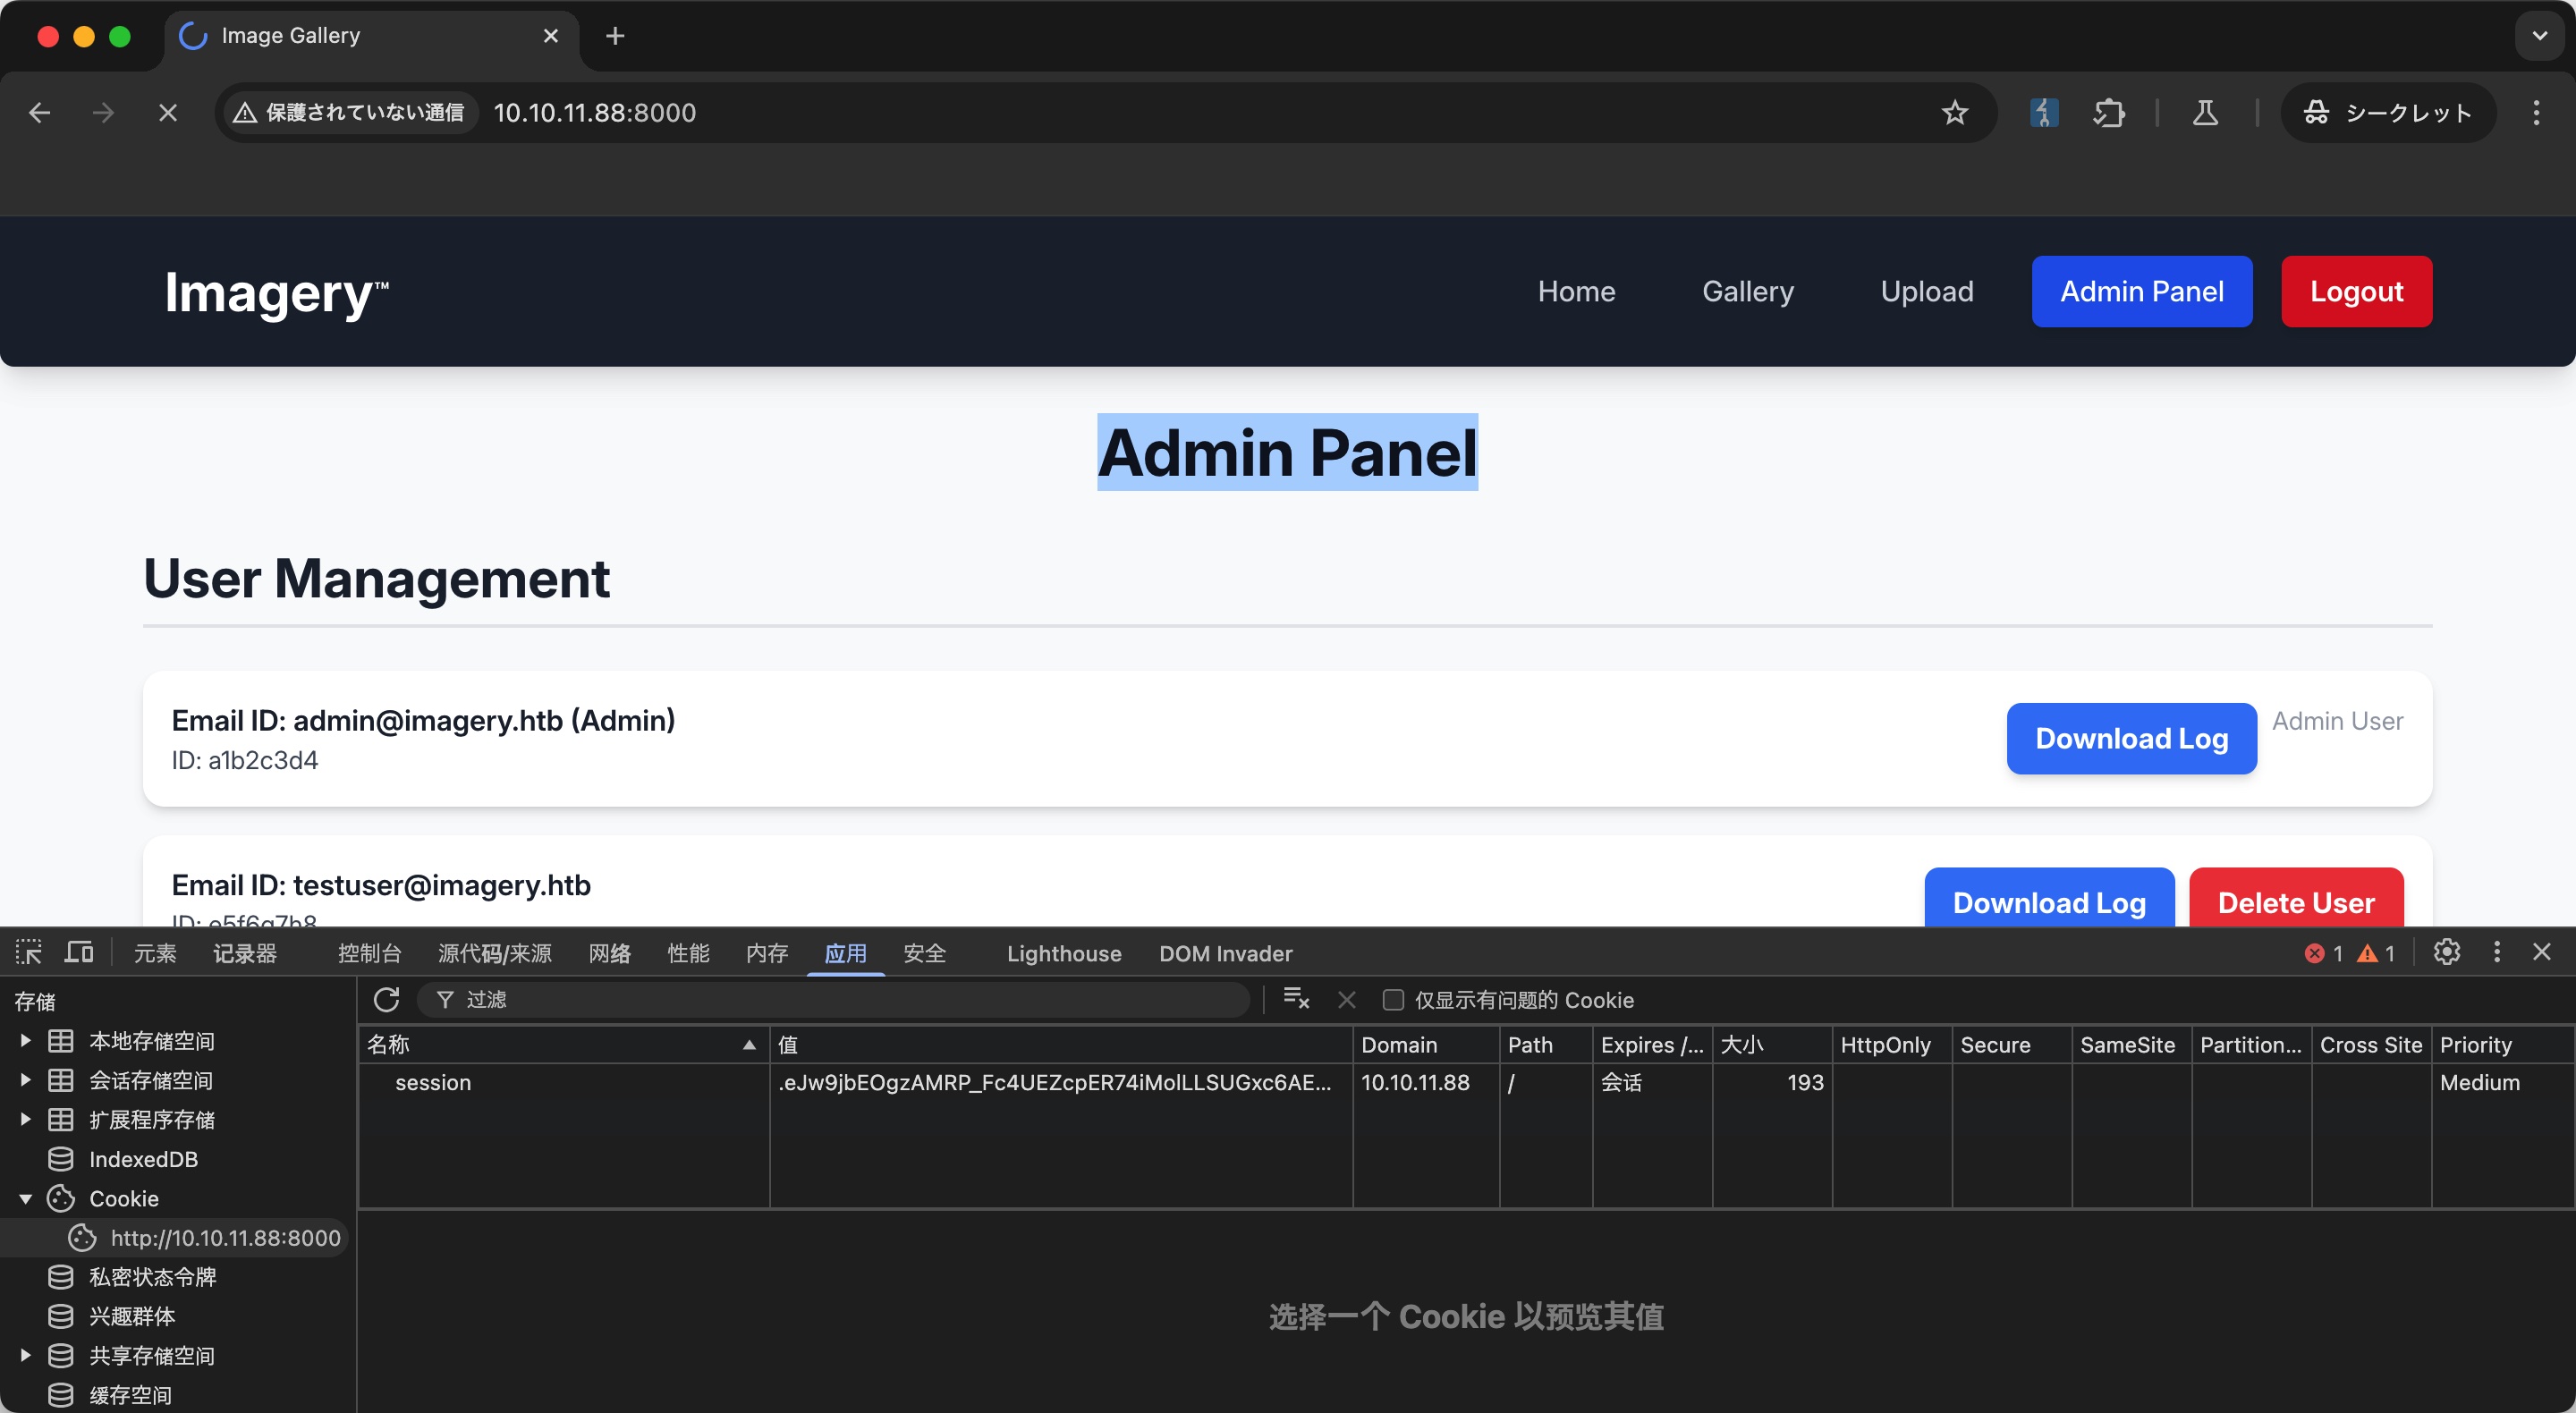 Image Gallery
保護されていない通信 10.10.11.88:8000 シークレット
Imagery™ Home Gallery Upload Admin Panel Logout
Admin Panel
User Management
Email ID: admin@imagery.htb (Admin) Download Log Admin User
ID: a1b2c3d4
Email ID: testuser@imagery.htb Download Log Delete User
ID: e5f6g7h8
元素 记录器 控制台 源代码/来源 网络 性能 内存 应用 安全 Lighthouse DOM Invader 1 1
存储 过滤 仅显示有问题的 Cookie
本地存储空间
会话存储空间
扩展程序存储
IndexedDB
Cookie
http://10.10.11.88:8000
私密状态令牌
兴趣群体
共享存储空间
缓存空间
名称 值 Domain Path Expires /... 大小 HttpOnly Secure SameSite Partition... Cross Site Priority
session .eJw9jbEOgzAMRP_Fc4UEZcpER74iMolLLSUGxc6AE... 10.10.11.88 / 会话 193 Medium
选择一个 Cookie 以预览其值